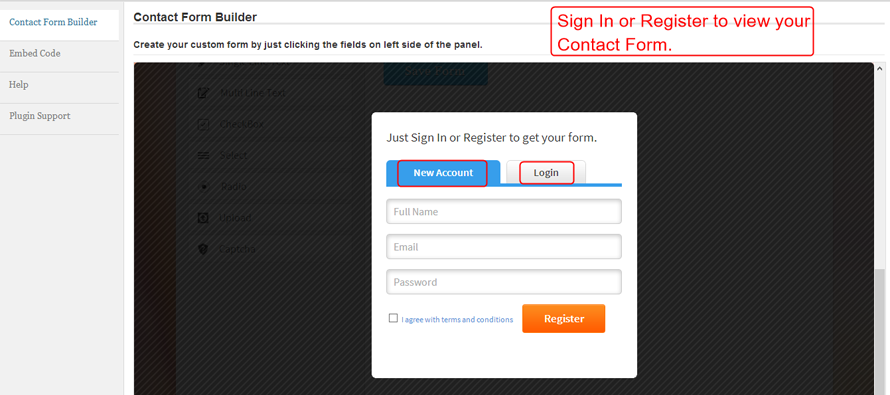 Contact Form Builder
Embed Code
Help
Plugin Support
Contact Form Builder
Sign In or Register to view your
Contact Form.
Create your custom form by just clicking the fields on left side of the panel.
Save Form
Multi Line Text
CheckBox
Select
Radio
Upload
Captcha
Just Sign In or Register to get your form.
New Account
Login
Full Name
Email
Password
I agree with terms and conditions
Register